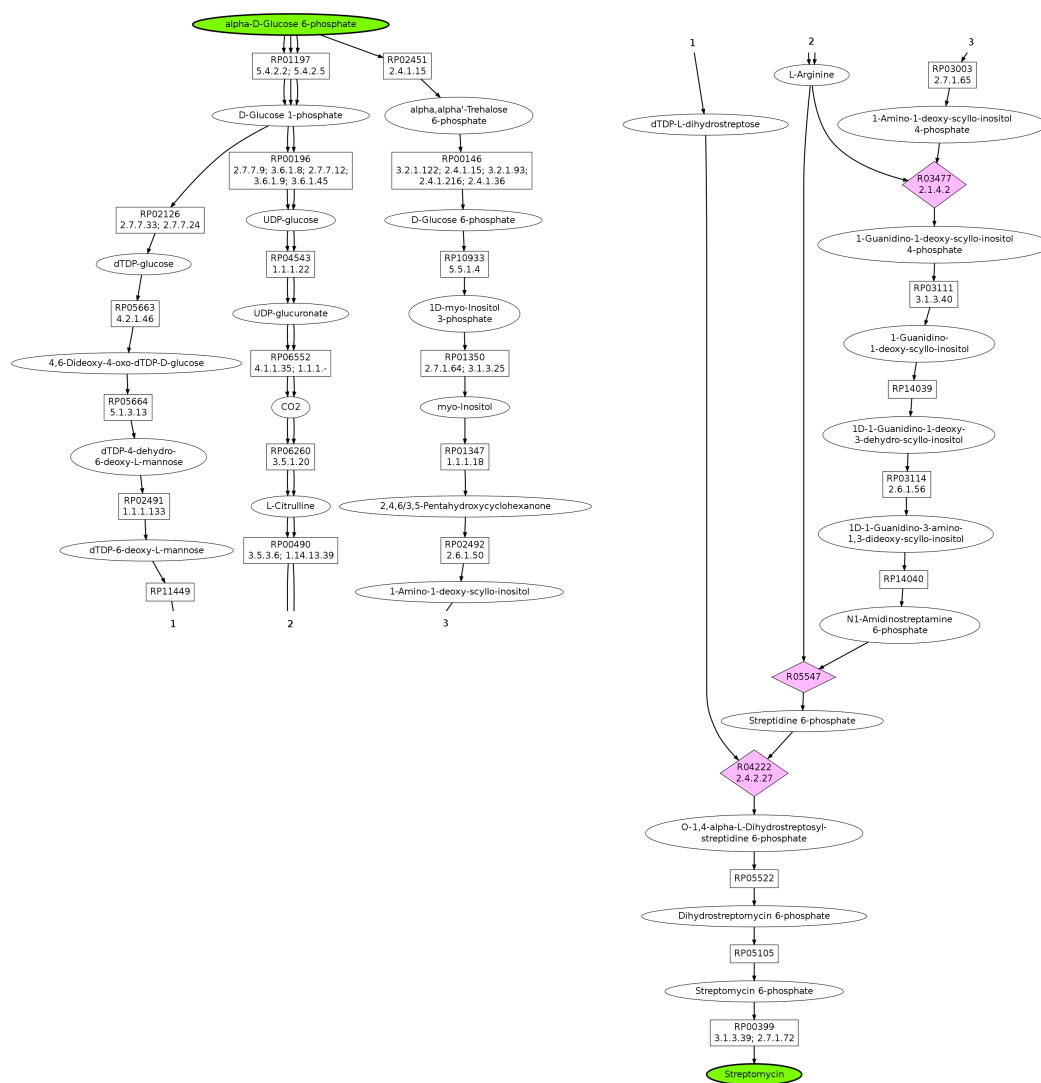 alpha-D-Glucose 6-phosphate
RP01197
5.4.2.2; 5.4.2.5
RP02451
2.4.1.15
D-Glucose 1-phosphate
alpha,alpha'-Trehalose
6-phosphate
RP00196
2.7.7.9; 3.6.1.8; 2.7.7.12;
3.6.1.9; 3.6.1.45
RP00146
3.2.1.122; 2.4.1.15; 3.2.1.93;
2.4.1.216; 2.4.1.36
RP02126
2.7.7.33; 2.7.7.24
UDP-glucose
D-Glucose 6-phosphate
dTDP-glucose
RP04543
1.1.1.22
RP10933
5.5.1.4
RP05663
4.2.1.46
UDP-glucuronate
1D-myo-Inositol
3-phosphate
4,6-Dideoxy-4-oxo-dTDP-D-glucose
RP06552
4.1.1.35; 1.1.1.-
RP01350
2.7.1.64; 3.1.3.25
RP05664
5.1.3.13
CO2
myo-Inositol
dTDP-4-dehydro-
6-deoxy-L-mannose
RP06260
3.5.1.20
RP01347
1.1.1.18
RP02491
1.1.1.133
L-Citrulline
2,4,6/3,5-Pentahydroxycyclohexanone
dTDP-6-deoxy-L-mannose
RP00490
3.5.3.6; 1.14.13.39
RP02492
2.6.1.50
RP11449
1-Amino-1-deoxy-scyllo-inositol
1
2
3
1
2
3
L-Arginine
RP03003
2.7.1.65
dTDP-L-dihydrostreptose
1-Amino-1-deoxy-scyllo-inositol
4-phosphate
R03477
2.1.4.2
1-Guanidino-1-deoxy-scyllo-inositol
4-phosphate
RP03111
3.1.3.40
1-Guanidino-
1-deoxy-scyllo-inositol
RP14039
1D-1-Guanidino-1-deoxy-
3-dehydro-scyllo-inositol
RP03114
2.6.1.56
1D-1-Guanidino-3-amino-
1,3-dideoxy-scyllo-inositol
RP14040
N1-Amidinostreptamine
6-phosphate
R05547
Streptidine 6-phosphate
R04222
2.4.2.27
O-1,4-alpha-L-Dihydrostreptosyl-
streptidine 6-phosphate
RP05522
Dihydrostreptomycin 6-phosphate
RP05105
Streptomycin 6-phosphate
RP00399
3.1.3.39; 2.7.1.72
Streptomycin